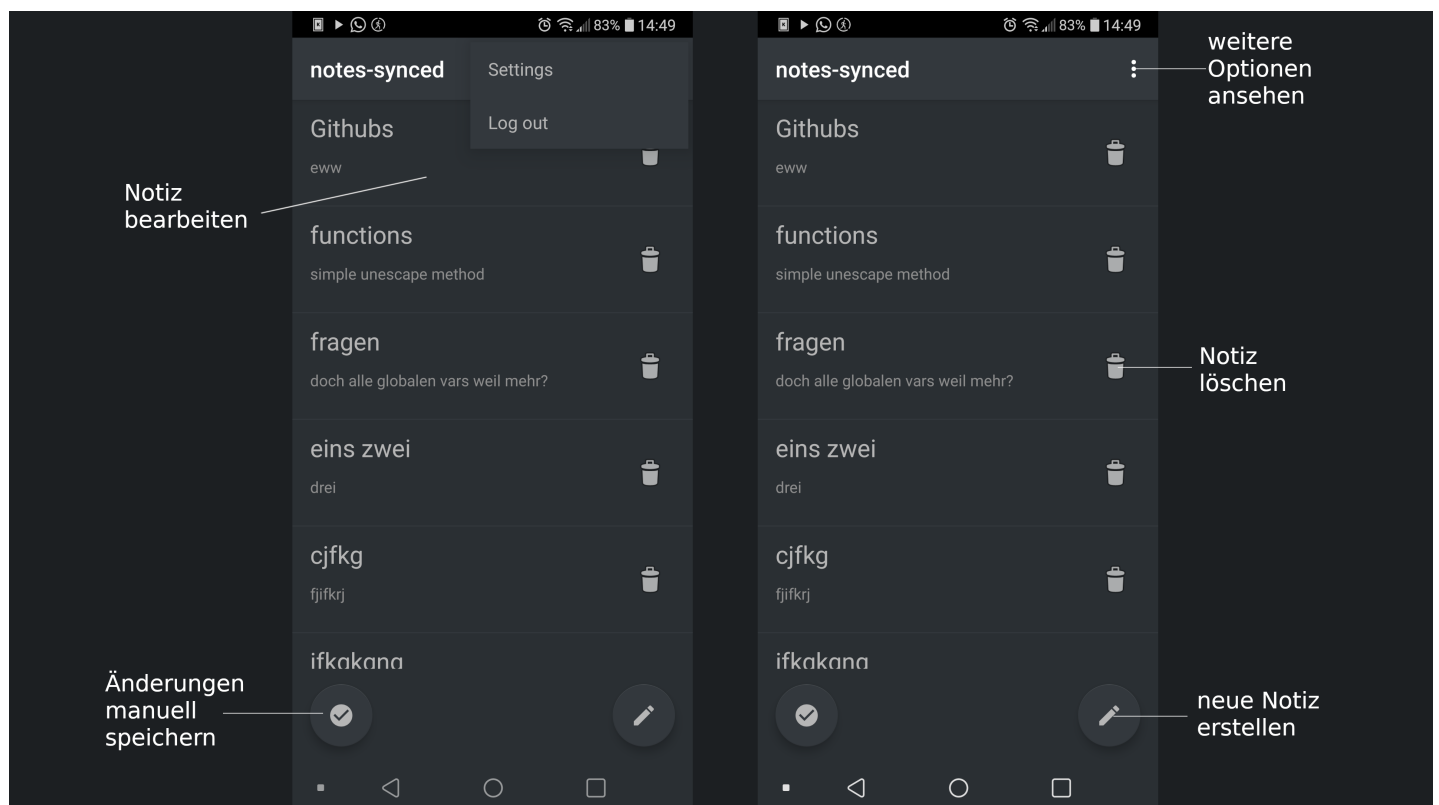 83% 14:49
notes-synced
Settings
Log out
Githubs
eww
functions
simple unescape method
fragen
doch alle globalen vars weil mehr?
eins zwei
drei
cjfkg
fjifkrj
ifkakang
Notiz
bearbeiten
Änderungen
manuell
speichern
83% 14:49
notes-synced
Githubs
eww
functions
simple unescape method
fragen
doch alle globalen vars weil mehr?
eins zwei
drei
cjfkg
fjifkrj
ifkakang
weitere
Optionen
ansehen
Notiz
löschen
neue Notiz
erstellen